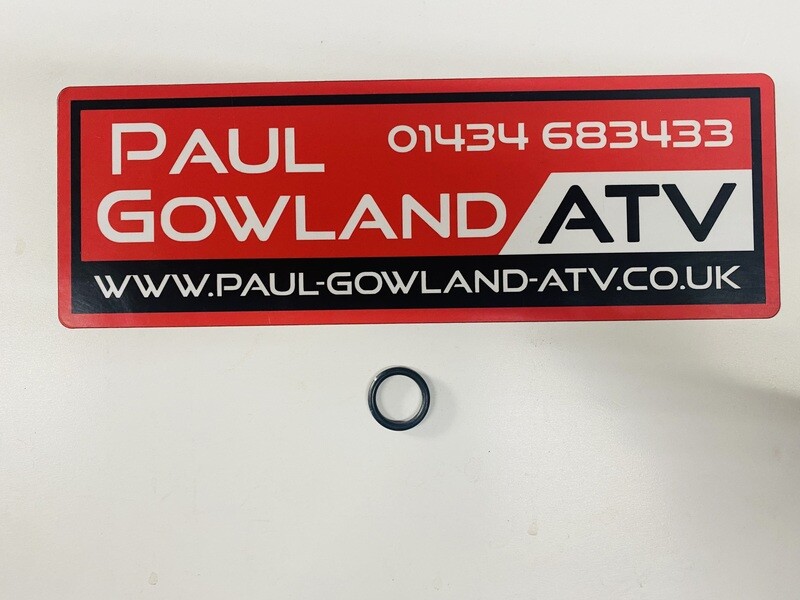 PAUL
01434 683433
GOWLAND ATV
WWW.PAUL-GOWLAND-ATV.CO.UK